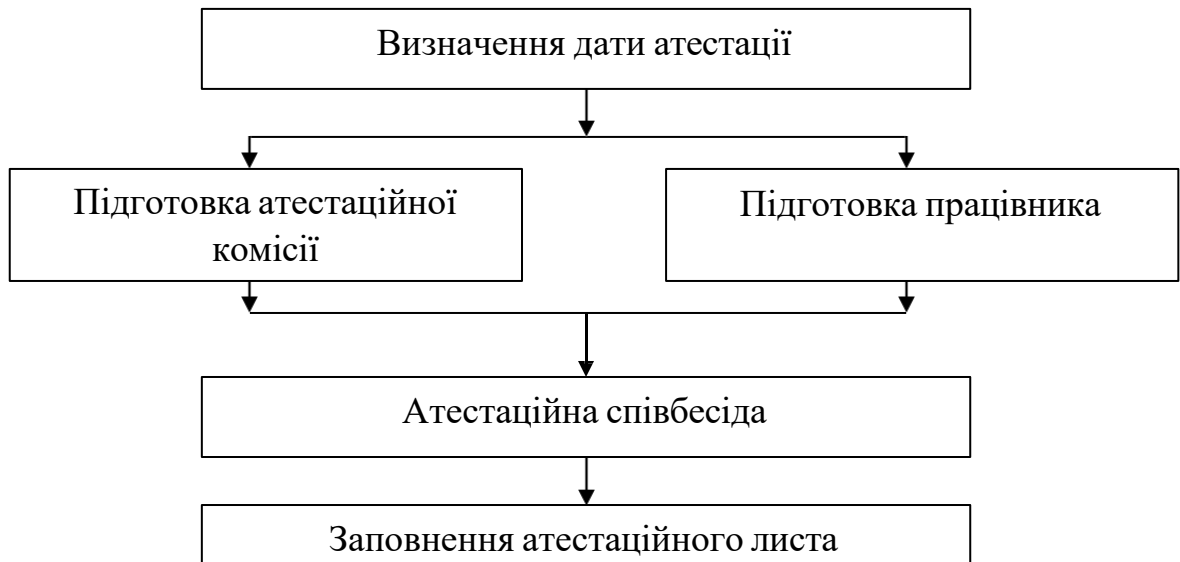 Визначення дати атестації
Підготовка атестаційної
комісії
Підготовка працівника
Атестаційна співбесіда
Заповнення атестаційного листа